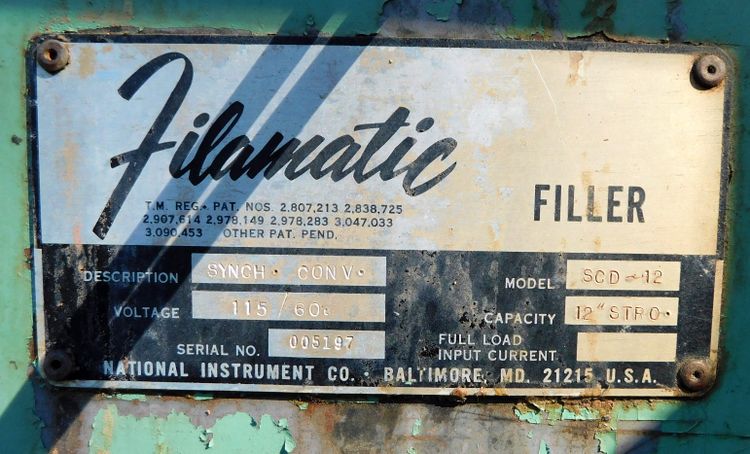 Filamatic
T.M. REG. PAT. NOS. 2,807,213 2,838,725
2,907,614 2,978,149 2,978,283 3,047,033
3,090,453 OTHER PAT. PEND.
FILLER
DESCRIPTION SYNCH. CONV.
MODEL SCD-12
VOLTAGE 115/60c
CAPACITY 12" STRO.
SERIAL NO. 005197
FULL LOAD
INPUT CURRENT
NATIONAL INSTRUMENT CO. · BALTIMORE, MD. 21215 U.S.A.